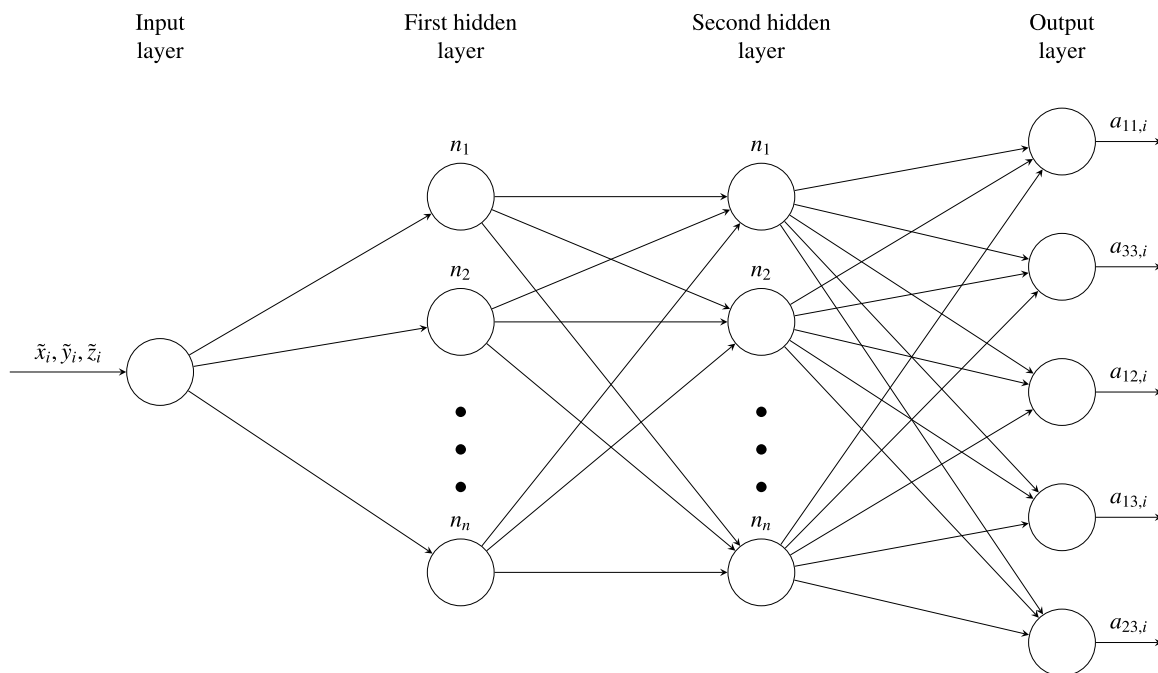 Input
layer
First hidden
layer
Second hidden
layer
Output
layer
x̃ᵢ, ỹᵢ, z̃ᵢ
n₁
n₂
nₙ
n₁
n₂
nₙ
a₁₁,ᵢ
a₃₃,ᵢ
a₁₂,ᵢ
a₁₃,ᵢ
a₂₃,ᵢ